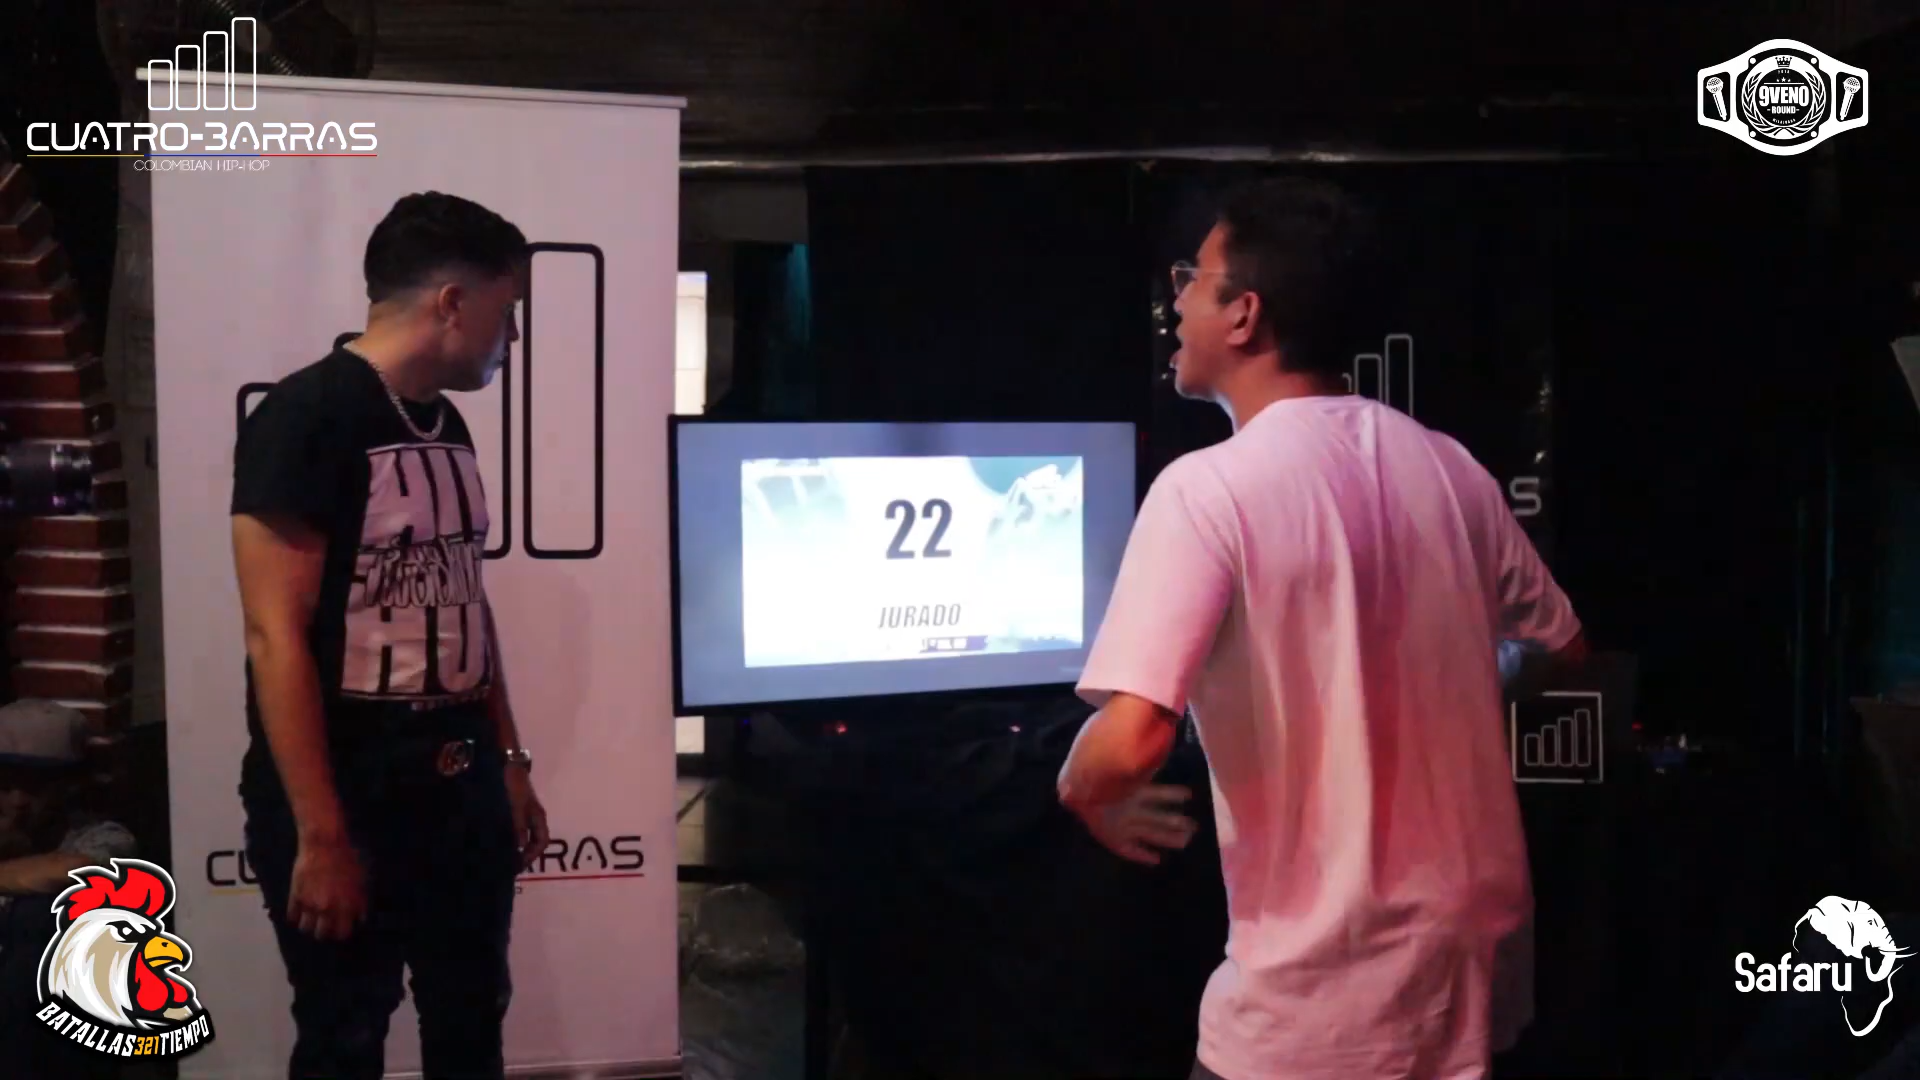 CUATRO-BARRAS
COLOMBIAN HIP-HOP
9VENO
-ROUND-
22
JURADO
S
CU
RRAS
BATALLAS321TIEMPO
Safaru